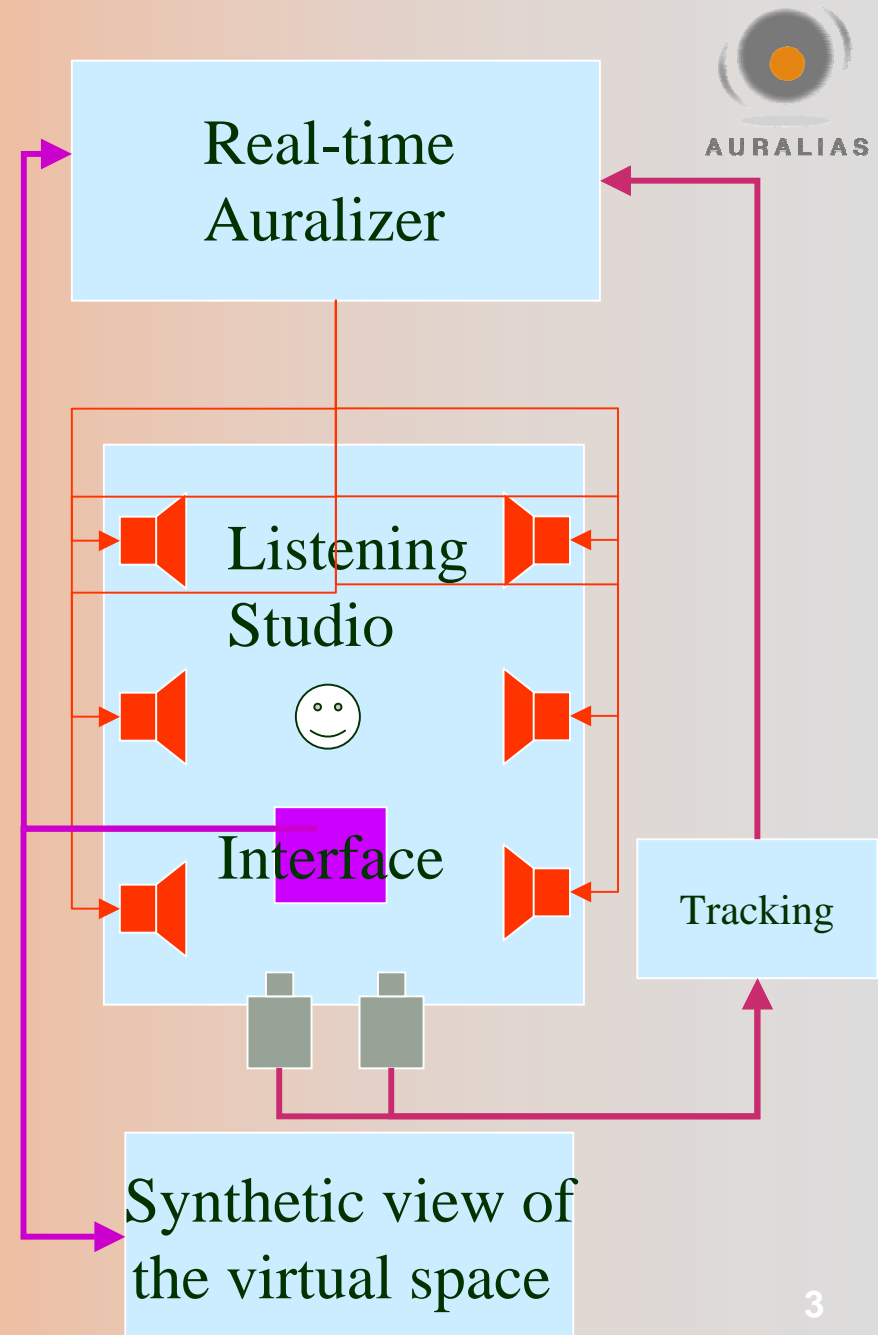 AURALIAS
Real-time
Auralizer
Listening
Studio
Interface
Tracking
Synthetic view of
the virtual space
3